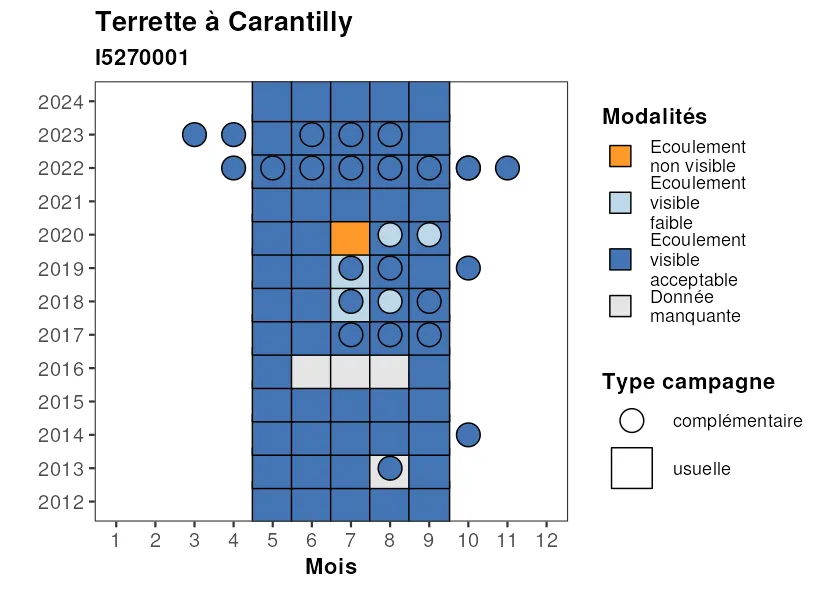 Terrette à Carantilly
I5270001
2024
2023
2022
2021
2020
2019
2018
2017
2016
2015
2014
2013
2012
1 2 3 4 5 6 7 8 9 10 11 12
Mois
Modalités
Ecoulement
non visible
Ecoulement
visible
faible
Ecoulement
visible
acceptable
Donnée
manquante
Type campagne
complémentaire
usuelle